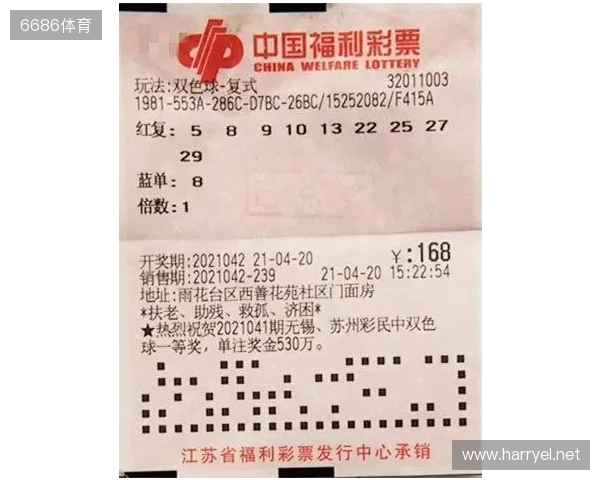 6686体育
中国福利彩票
CHINA WELFARE LOTTERY
玩法:双色球-复式 32011003
1981-553A-286C-D7BC-26BC/15252082/F415A
红复: 5 8 9 10 13 22 25 27
29
蓝单: 8
倍数:1
开奖期:2021042 21-04-20 ¥:168
销售期:2021042-239 21-04-20 15:22:54
地址:雨花台区西善花苑社区门面房
*扶老、助残、救孤、济困*
★热烈祝贺2021041期无锡、苏州彩民中双色
球一等奖，单注奖金530万。
江苏省福利彩票发行中心承销
www.harryel.net